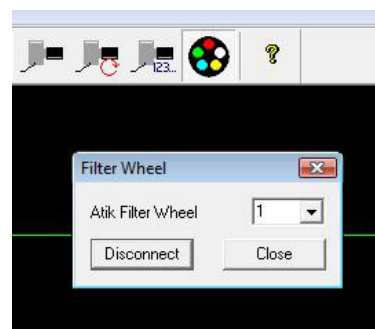 123...
?
Filter Wheel
Atik Filter Wheel 1
Disconnect Close